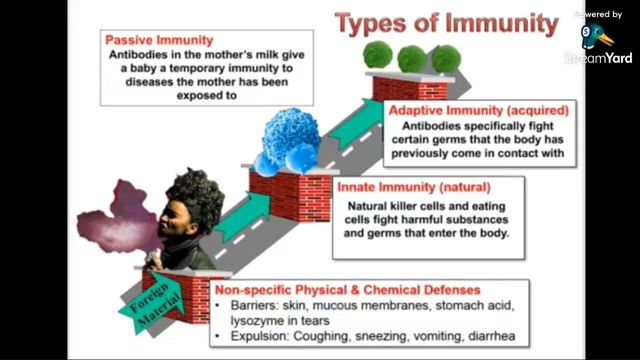 Types of Immunity
Powered by
StreamYard
Passive Immunity
Antibodies in the mother's milk give
a baby a temporary immunity to
diseases the mother has been
exposed to
Adaptive Immunity (acquired)
Antibodies specifically fight
certain germs that the body has
previously come in contact with
Innate Immunity (natural)
Natural killer cells and eating
cells fight harmful substances
and germs that enter the body.
Foreign
Material
Non-specific Physical & Chemical Defenses
• Barriers: skin, mucous membranes, stomach acid,
lysozyme in tears
• Expulsion: Coughing, sneezing, vomiting, diarrhea